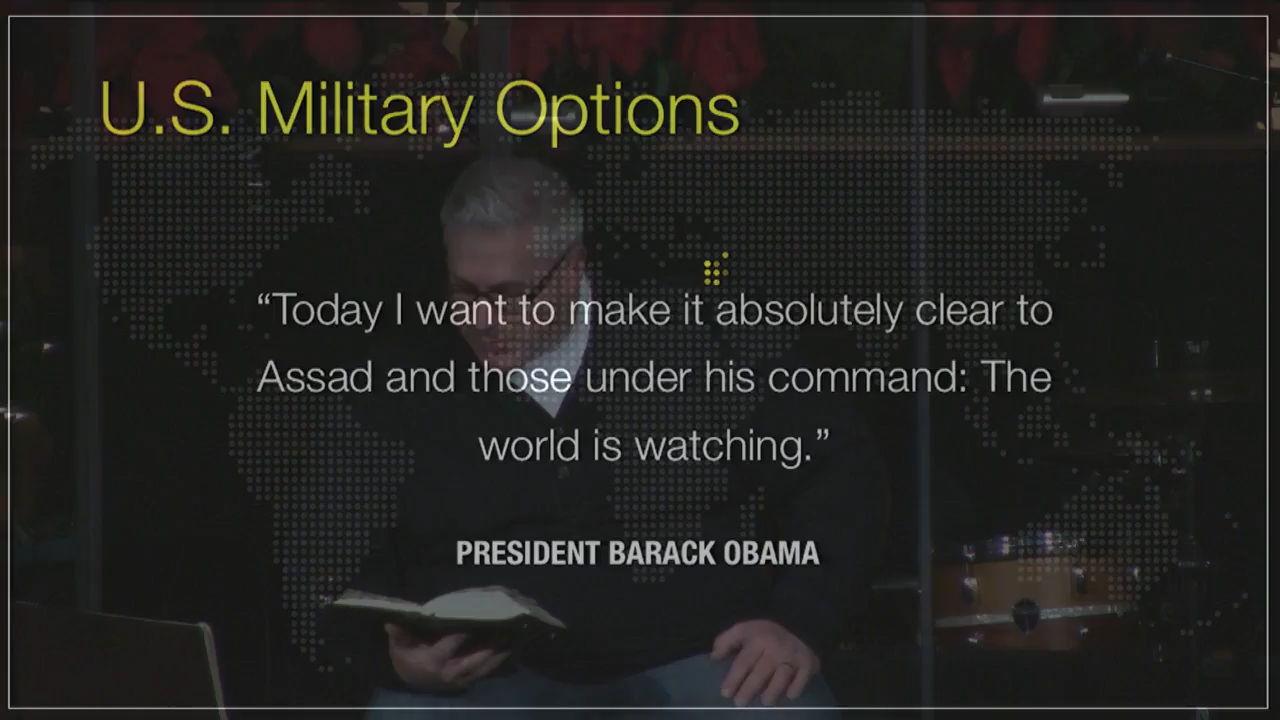 U.S. Military Options
“Today I want to make it absolutely clear to
Assad and those under his command: The
world is watching.”
PRESIDENT BARACK OBAMA